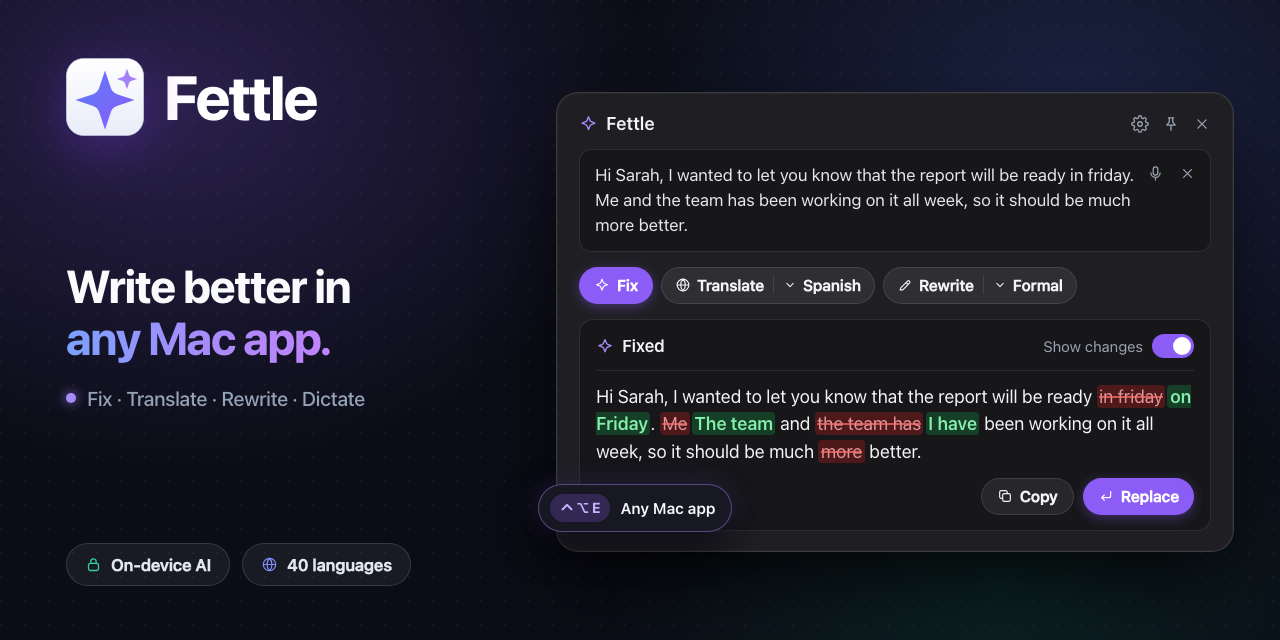 Fettle
Write better in
any Mac app.
Fix · Translate · Rewrite · Dictate
On-device AI
40 languages
Fettle
Hi Sarah, I wanted to let you know that the report will be ready in friday.
Me and the team has been working on it all week, so it should be much
more better.
Fix
Translate
Spanish
Rewrite
Formal
Fixed
Show changes
Hi Sarah, I wanted to let you know that the report will be ready in friday on
Friday. Me The team and the team has I have been working on it all
week, so it should be much more better.
Copy
Replace
⌃⌥E Any Mac app